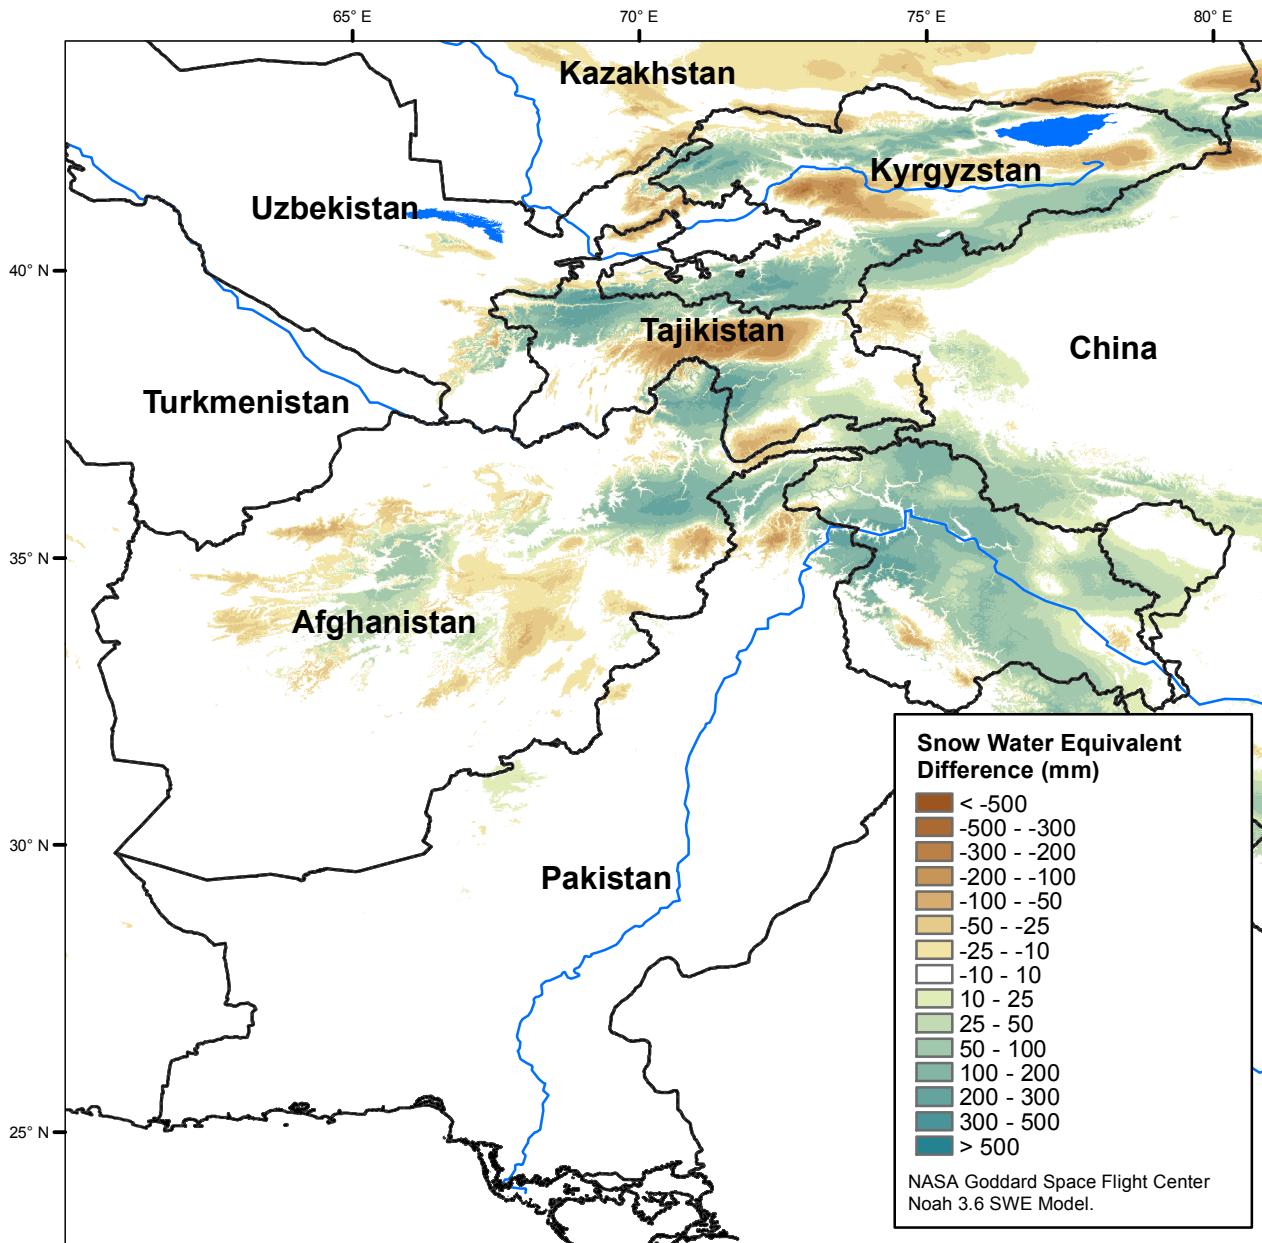 65° E 70° E 75° E 80° E
Kazakhstan
Kyrgyzstan
Uzbekistan
40° N
Tajikistan
China
Turkmenistan
35° N
Afghanistan
30° N
Pakistan
25° N
Snow Water Equivalent
Difference (mm)
< -500
-500 - -300
-300 - -200
-200 - -100
-100 - -50
-50 - -25
-25 - -10
-10 - 10
10 - 25
25 - 50
50 - 100
100 - 200
200 - 300
300 - 500
> 500
NASA Goddard Space Flight Center
Noah 3.6 SWE Model.